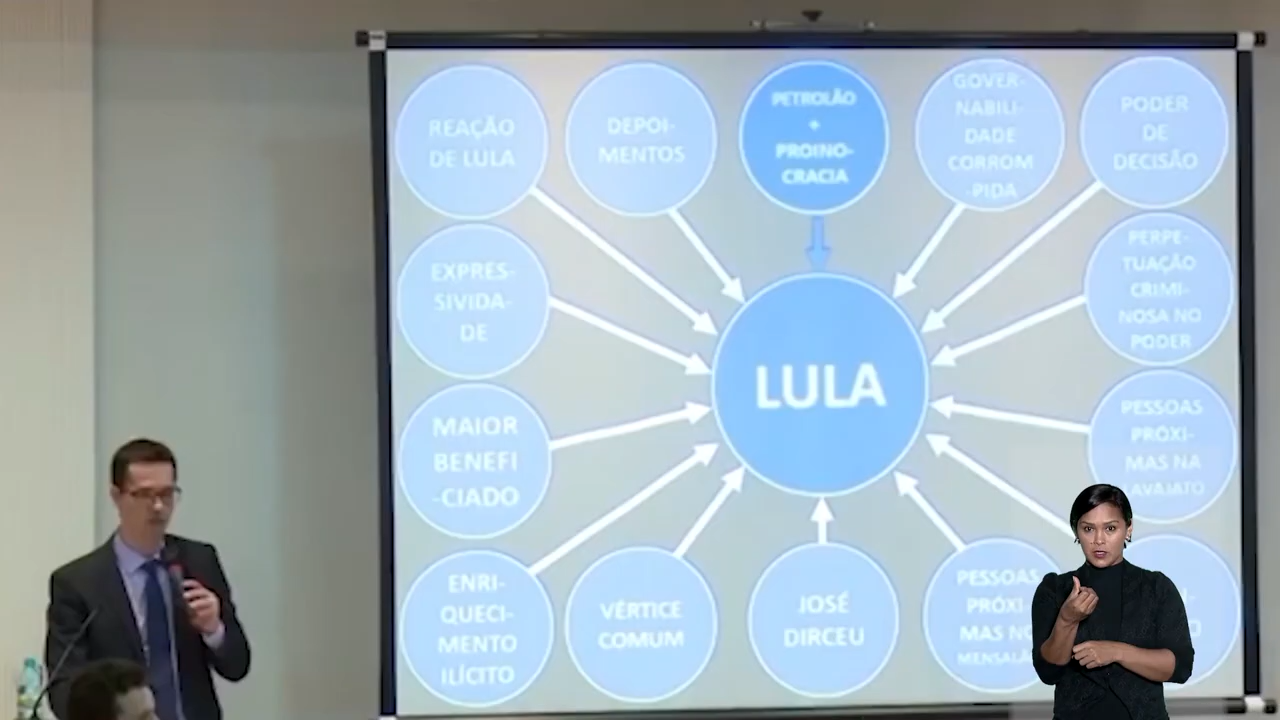 REAÇÃO
DE LULA
DEPOI-
MENTOS
PETROLÃO
+
PROINO-
CRACIA
GOVER-
NABILI-
DADE
CORROM
-PIDA
PODER
DE
DECISÃO
EXPRES-
SIVIDA-
DE
PERPE-
TUAÇÃO
CRIMI-
NOSA NO
PODER
LULA
MAIOR
BENEFI
-CIADO
PESSOAS
PRÓXI-
MAS NA
LAVAJATO
ENRI-
QUECI-
MENTO
ILÍCITO
VÉRTICE
COMUM
JOSÉ
DIRCEU
PESSOAS
PRÓXI
MAS NO